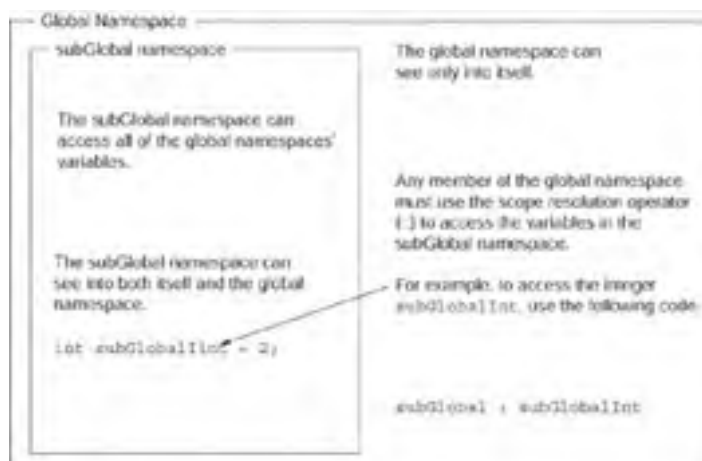 Global Namespace
subGlobal namespace
The subGlobal namespace can
access all of the global namespaces'
variables.
The subGlobal namespace can
see into both itself and the global
namespace.
int subGlobalIint = 2;
The global namespace can
see only into itself.
Any member of the global namespace
must use the scope resolution operator
(:) to access the variables in the
subGlobal namespace.
For example, to access the integer
subGlobalInt, use the following code:
subGlobal : subGlobalInt